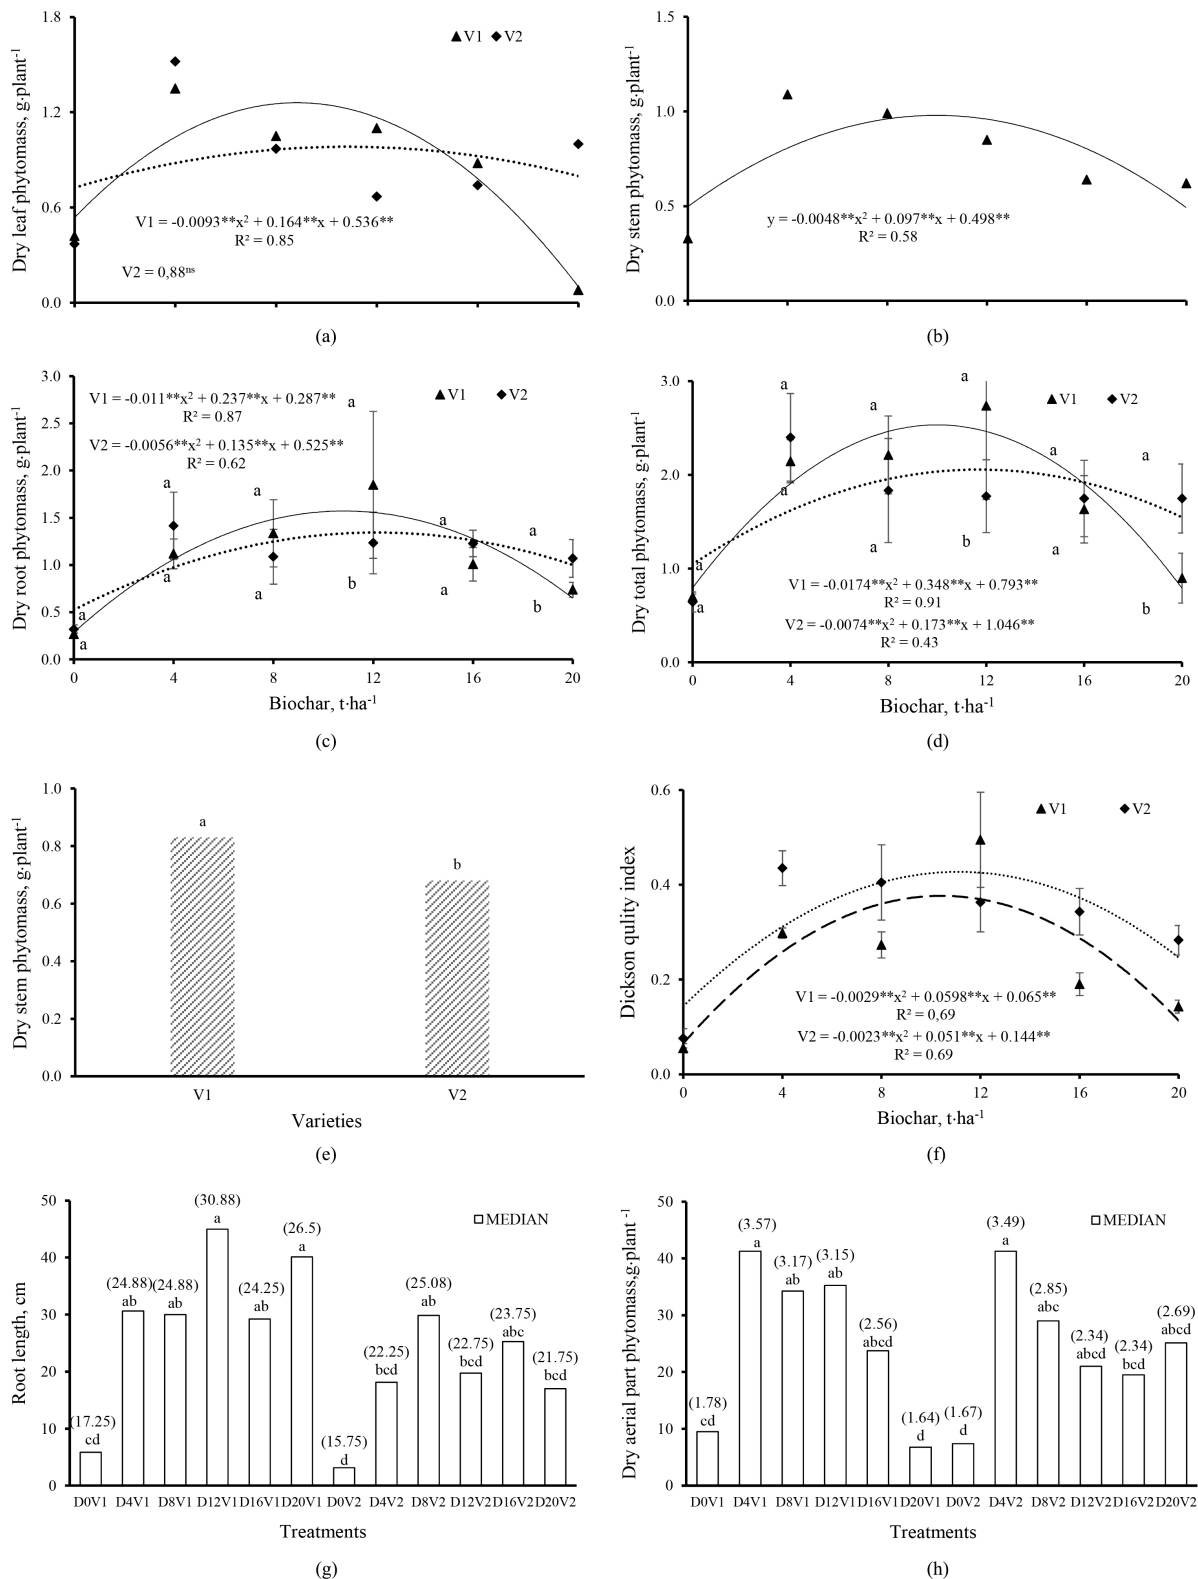 Dry leaf phytomass, g·plant⁻¹
1.8
1.2
0.6
0.0
V1 V2
V1 = -0.0093**x² + 0.164**x + 0.536**
R² = 0.85
V2 = 0,88ⁿˢ
(a)
Dry stem phytomass, g·plant⁻¹
1.5
1.0
0.5
0.0
y = -0.0048**x² + 0.097**x + 0.498**
R² = 0.58
(b)
Dry root phytomass, g·plant⁻¹
3.0
2.5
2.0
1.5
1.0
0.5
0.0
V1 = -0.011**x² + 0.237**x + 0.287**
R² = 0.87
V2 = -0.0056**x² + 0.135**x + 0.525**
R² = 0.62
V1 V2
a a a a a
a
a a b a b
a
0 4 8 12 16 20
Biochar, t·ha⁻¹
(c)
Dry total phytomass, g·plant⁻¹
3.0
2.0
1.0
0.0
V1 V2
a a a a a
a
a a b a b
a
V1 = -0.0174**x² + 0.348**x + 0.793**
R² = 0.91
V2 = -0.0074**x² + 0.173**x + 1.046**
R² = 0.43
0 4 8 12 16 20
Biochar, t·ha⁻¹
(d)
Dry stem phytomass, g·plant⁻¹
1.0
0.8
0.6
0.4
0.2
0.0
a
b
V1 V2
Varieties
(e)
Dickson qulity index
0.6
0.4
0.2
0.0
V1 V2
V1 = -0.0029**x² + 0.0598**x + 0.065**
R² = 0,69
V2 = -0.0023**x² + 0.051**x + 0.144**
R² = 0.69
0 4 8 12 16 20
Biochar, t·ha⁻¹
(f)
Root length, cm
50
40
30
20
10
0
MEDIAN
(17.25)
cd
(24.88)
ab
(24.88)
ab
(30.88)
a
(24.25)
ab
(26.5)
a
(15.75)
d
(22.25)
bcd
(25.08)
ab
(22.75)
bcd
(23.75)
abc
(21.75)
bcd
D0V1 D4V1 D8V1 D12V1 D16V1 D20V1 D0V2 D4V2 D8V2 D12V2 D16V2 D20V2
Treatments
(g)
Dry aerial part phytomass,g·plant ⁻¹
50
40
30
20
10
0
MEDIAN
(1.78)
cd
(3.57)
a
(3.17)
ab
(3.15)
ab
(2.56)
abcd
(1.64)
d
(1.67)
d
(3.49)
a
(2.85)
abc
(2.34)
abcd
(2.34)
bcd
(2.69)
abcd
D0V1 D4V1 D8V1 D12V1 D16V1 D20V1 D0V2 D4V2 D8V2 D12V2 D16V2 D20V2
Treatments
(h)